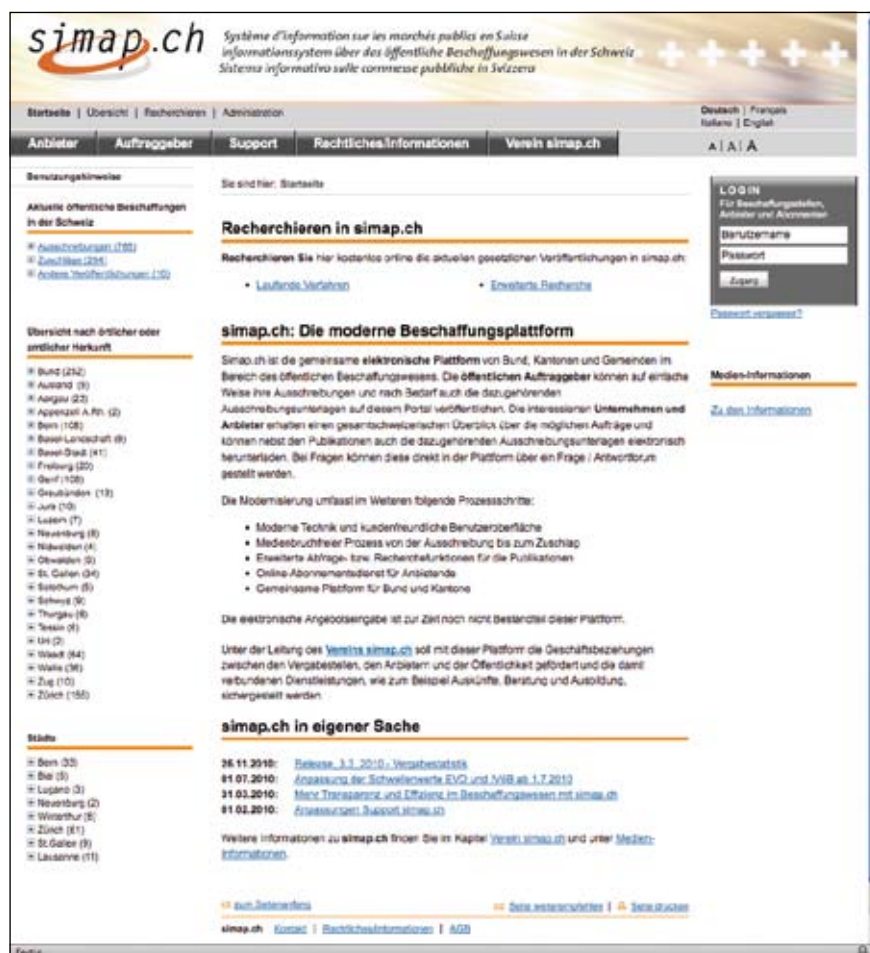 simap.ch
Système d'information sur les marchés publics en Suisse
informationssystem über das öffentliche Beschaffungswesen in der Schweiz
Sistema informativo sulle commesse pubbliche in Svizzera
Startseite | Übersicht | Recherchieren | Administration
Deutsch | Français
Italiano | English
Anbieter
Auftraggeber
Support
Rechtliches/Informationen
Verein simap.ch
A | A | A
Benutzungshinweise
Aktuelle öffentliche Beschaffungen
in der Schweiz
Ausschreibungen (765)
Zuschläge (294)
Andere Veröffentlichungen (10)
Übersicht nach örtlicher oder
amtlicher Herkunft
Bund (252)
Ausland (9)
Aargau (23)
Appenzell A.Rh. (2)
Bern (108)
Basel-Landschaft (9)
Basel-Stadt (41)
Freiburg (20)
Genf (108)
Graubünden (13)
Jura (10)
Luzern (7)
Neuenburg (8)
Nidwalden (4)
Obwalden (9)
St. Gallen (34)
Solothurn (5)
Schwyz (9)
Thurgau (6)
Tessin (6)
Uri (2)
Waadt (64)
Wallis (36)
Zug (10)
Zürich (155)
Städte
Bern (33)
Biel (5)
Lugano (3)
Neuenburg (2)
Winterthur (6)
Zürich (61)
St.Gallen (9)
Lausanne (11)
Sie sind hier: Startseite
Recherchieren in simap.ch
Recherchieren Sie hier kostenlos online die aktuellen gesetzlichen Veröffentlichungen in simap.ch:
Laufende Verfahren
Erweiterte Recherche
simap.ch: Die moderne Beschaffungsplattform
Simap.ch ist die gemeinsame elektronische Plattform von Bund, Kantonen und Gemeinden im
Bereich des öffentlichen Beschaffungswesens. Die öffentlichen Auftraggeber können auf einfache
Weise ihre Ausschreibungen und nach Bedarf auch die dazugehörenden
Ausschreibungsunterlagen auf diesem Portal veröffentlichen. Die interessierten Unternehmen und
Anbieter erhalten einen gesamtschweizerischen Überblick über die möglichen Aufträge und
können nebst den Publikationen auch die dazugehörenden Ausschreibungsunterlagen elektronisch
herunterladen. Bei Fragen können diese direkt in der Plattform über ein Frage / Antwortforum
gestellt werden.
Die Modernisierung umfasst im Weiteren folgende Prozessschritte:
Moderne Technik und kundenfreundliche Benutzeroberfläche
Medienbruchfreier Prozess von der Ausschreibung bis zum Zuschlag
Erweiterte Abfrage- bzw. Recherchefunktionen für die Publikationen
Online-Abonnementsdienst für Anbietende
Gemeinsame Plattform für Bund und Kantone
Die elektronische Angebotseingabe ist zur Zeit noch nicht Bestandteil dieser Plattform.
Unter der Leitung des Vereins simap.ch soll mit dieser Plattform die Geschäftsbeziehungen
zwischen den Vergabestellen, den Anbietern und der Öffentlichkeit gefördert und die damit
verbundenen Dienstleistungen, wie zum Beispiel Auskünfte, Beratung und Ausbildung,
sichergestellt werden.
simap.ch in eigener Sache
26.11.2010: Release_3.3_2010 - Vergabestatistik
01.07.2010: Anpassung der Schwellenwerte EVD und IVöB ab 1.7.2010
31.03.2010: Mehr Transparenz und Effizienz im Beschaffungswesen mit simap.ch
01.02.2010: Anpassungen Support simap.ch
Weitere Informationen zu simap.ch finden Sie im Kapitel Verein simap.ch und unter Medien-
Informationen.
zum Seitenanfang
Seite weiterempfehlen | Seite drucken
simap.ch Kontakt | Rechtliches/Informationen | AGB
LOGIN
Für Beschaffungsstellen,
Anbieter und Abonnenten
Benutzername
Passwort
Zugang
Passwort vergessen?
Medien-Informationen
Zu den Informationen
Fertig